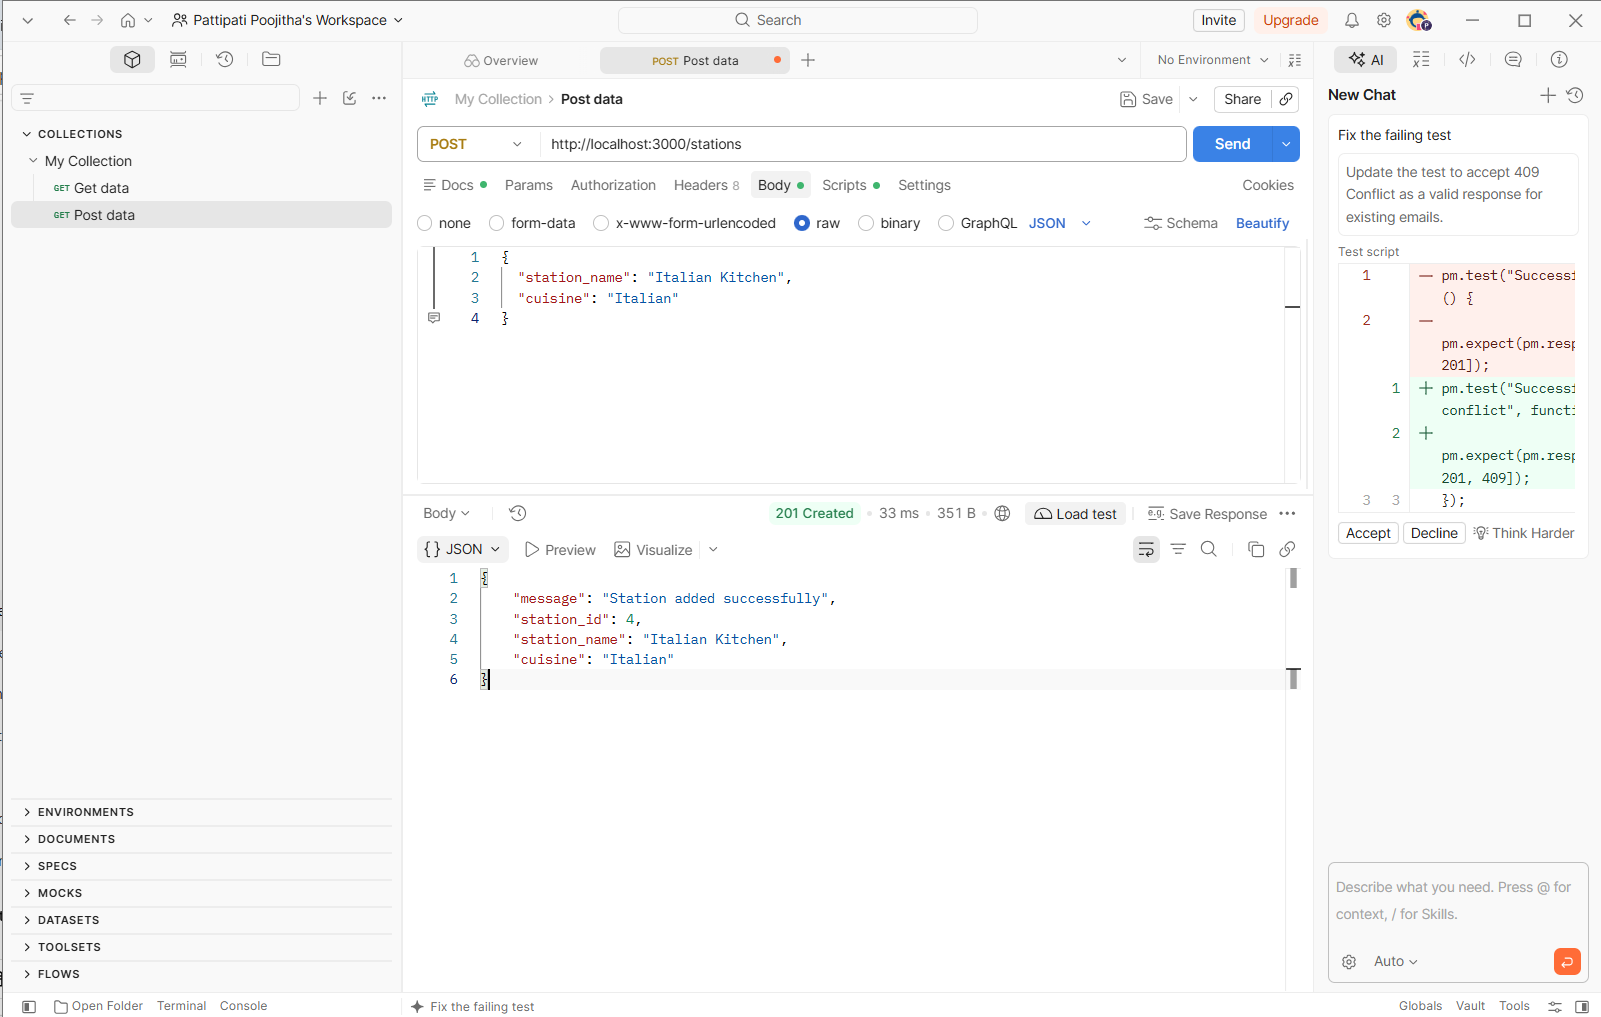 Pattipati Poojitha's Workspace
Search
Invite
Upgrade
Overview
POST Post data
No Environment
AI
COLLECTIONS
My Collection
GET Get data
GET Post data
ENVIRONMENTS
DOCUMENTS
SPECS
MOCKS
DATASETS
TOOLSETS
FLOWS
HTTP My Collection > Post data
Save
Share
POST
http://localhost:3000/stations
Send
Docs Params Authorization Headers 8 Body Scripts Settings Cookies
none form-data x-www-form-urlencoded raw binary GraphQL JSON Schema Beautify
1 {
2 "station_name": "Italian Kitchen",
3 "cuisine": "Italian"
4 }
Body
201 Created 33 ms 351 B Load test e.g. Save Response
{} JSON Preview Visualize
1 {
2 "message": "Station added successfully",
3 "station_id": 4,
4 "station_name": "Italian Kitchen",
5 "cuisine": "Italian"
6 }
New Chat
Fix the failing test
Update the test to accept 409
Conflict as a valid response for
existing emails.
Test script
1 — pm.test("Successf
() {
2 —
pm.expect(pm.resp
201]);
1 + pm.test("Successf
conflict", functi
2 +
pm.expect(pm.resp
201, 409]);
3 3 });
Accept Decline Think Harder
Describe what you need. Press @ for
context, / for Skills.
Auto
Open Folder Terminal Console
Fix the failing test
Globals Vault Tools